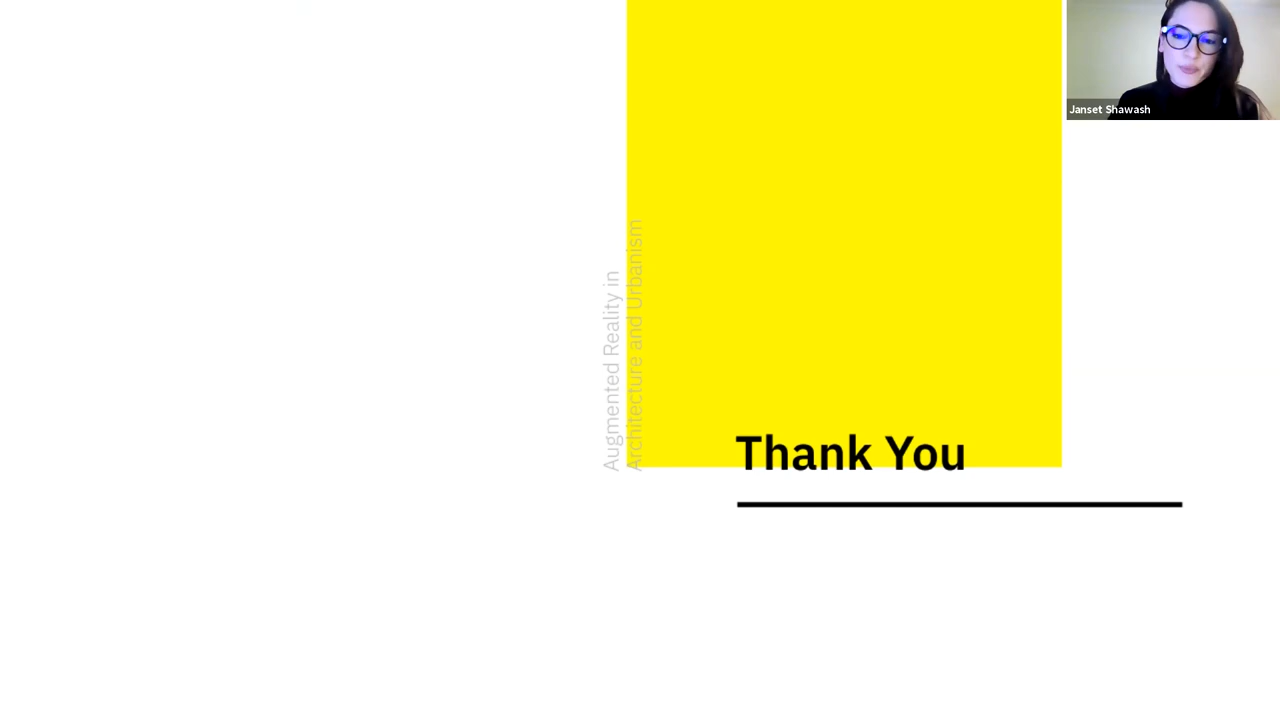 Janset Shawash
Augmented Reality in
Architecture and Urbanism
Thank You